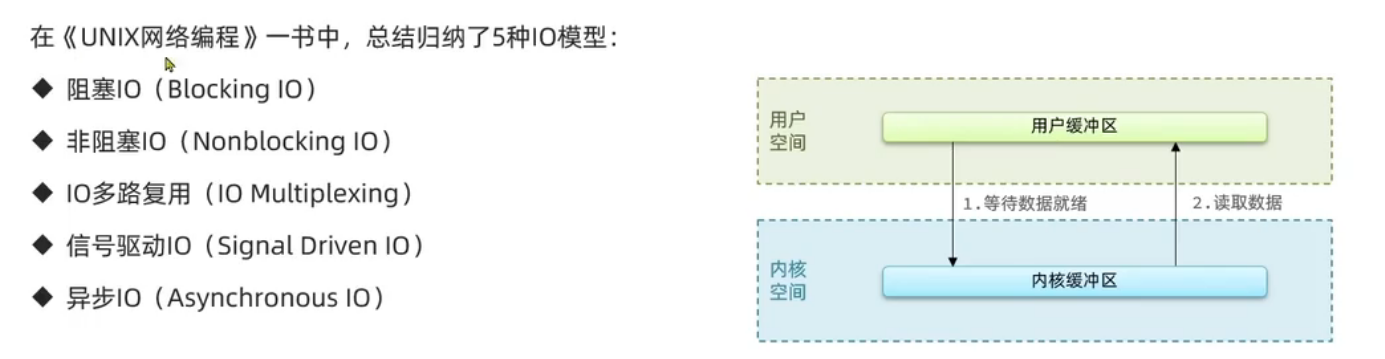 在《UNIX网络编程》一书中，总结归纳了5种IO模型：
◆ 阻塞IO（Blocking IO）
◆ 非阻塞IO（Nonblocking IO）
◆ IO多路复用（IO Multiplexing）
◆ 信号驱动IO（Signal Driven IO）
◆ 异步IO（Asynchronous IO）
用户
空间
用户缓冲区
1.等待数据就绪
2.读取数据
内核
空间
内核缓冲区